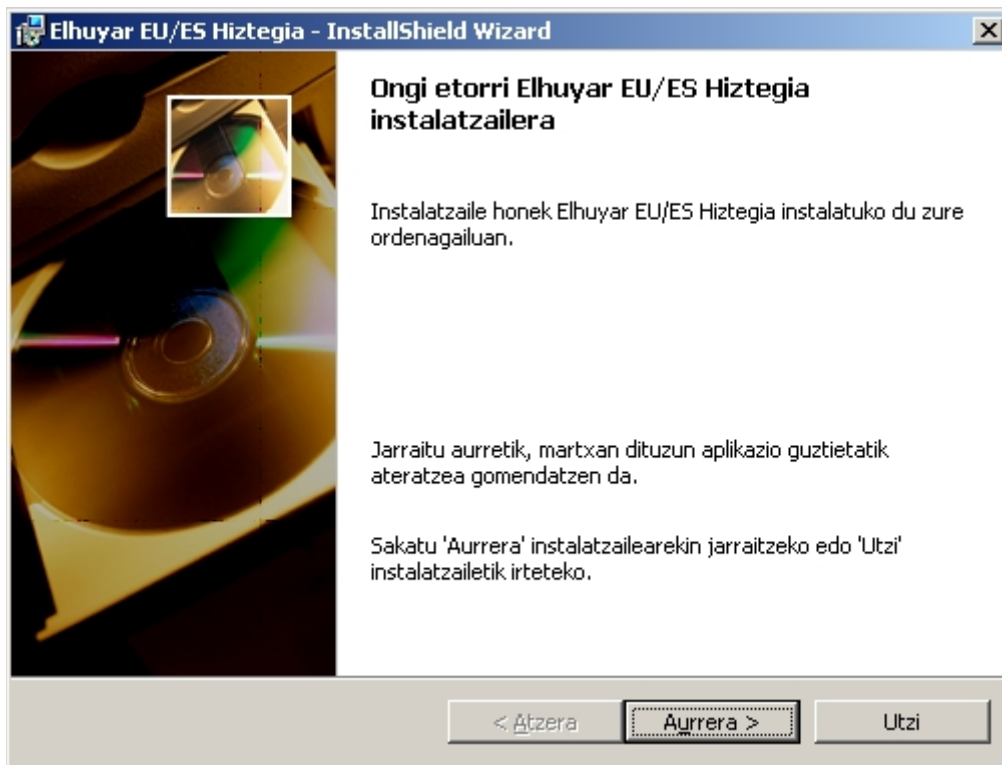 Elhuyar EU/ES Hiztegia - InstallShield Wizard
Ongi etorri Elhuyar EU/ES Hiztegia
instalatzailera
Instalatzaile honek Elhuyar EU/ES Hiztegia instalatuko du zure
ordenagailuan.
Jarraitu aurretik, martxan dituzun aplikazio guztietatik
ateratzea gomendatzen da.
Sakatu 'Aurrera' instalatzailearekin jarraitzeko edo 'Utzi'
instalatzailetik irteteko.
< Atzera Aurrera > Utzi